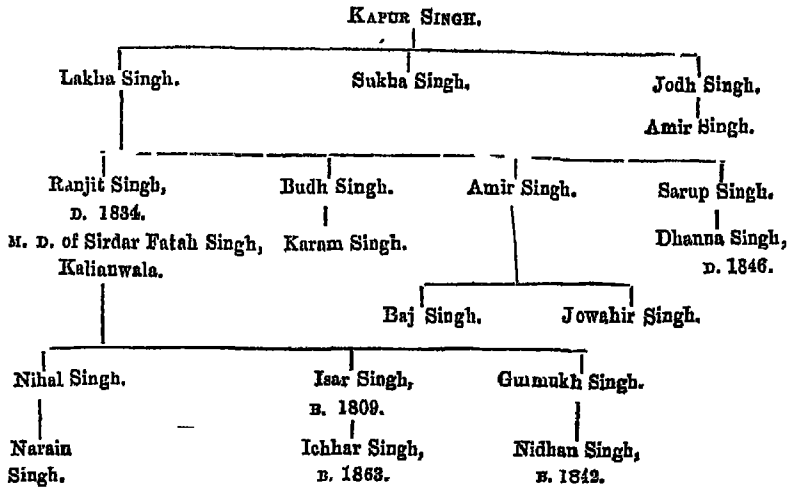 KAPUR SINGH.
Lakha Singh. Sukha Singh. Jodh Singh.
Amir Singh.
Ranjit Singh, Budh Singh. Amir Singh. Sarup Singh.
D. 1834.
M. D. of Sirdar Fatah Singh, Karam Singh. Dhanna Singh,
Kalianwala. D. 1846.
Baj Singh. Jowahir Singh.
Nihal Singh. Isar Singh, Gurmukh Singh.
B. 1809.
Narain Ichhar Singh, Nidhan Singh,
Singh. B. 1863. B. 1842.